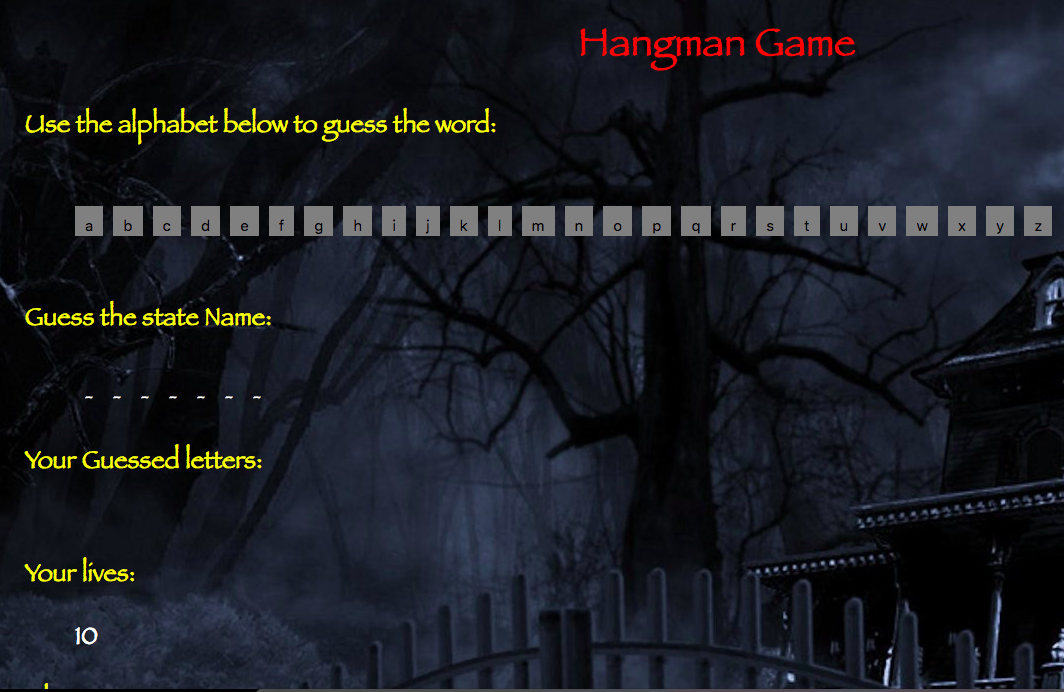 Hangman Game
Use the alphabet below to guess the word:
a b c d e f g h i j k l m n o p q r s t u v w x y z
Guess the state Name:
- - - - - - -
Your Guessed letters:
Your lives:
10